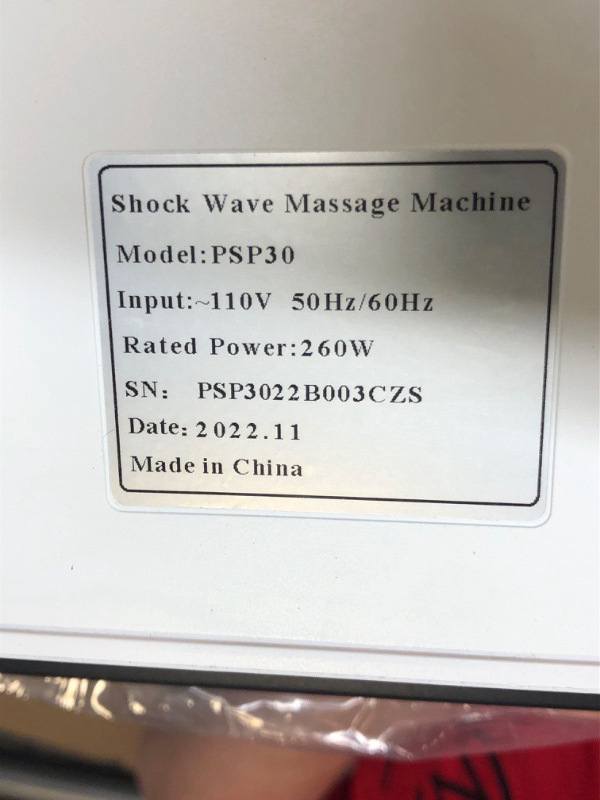 Shock Wave Massage Machine
Model:PSP30
Input:~110V 50Hz/60Hz
Rated Power:260W
SN: PSP3022B003CZS
Date:2022.11
Made in China